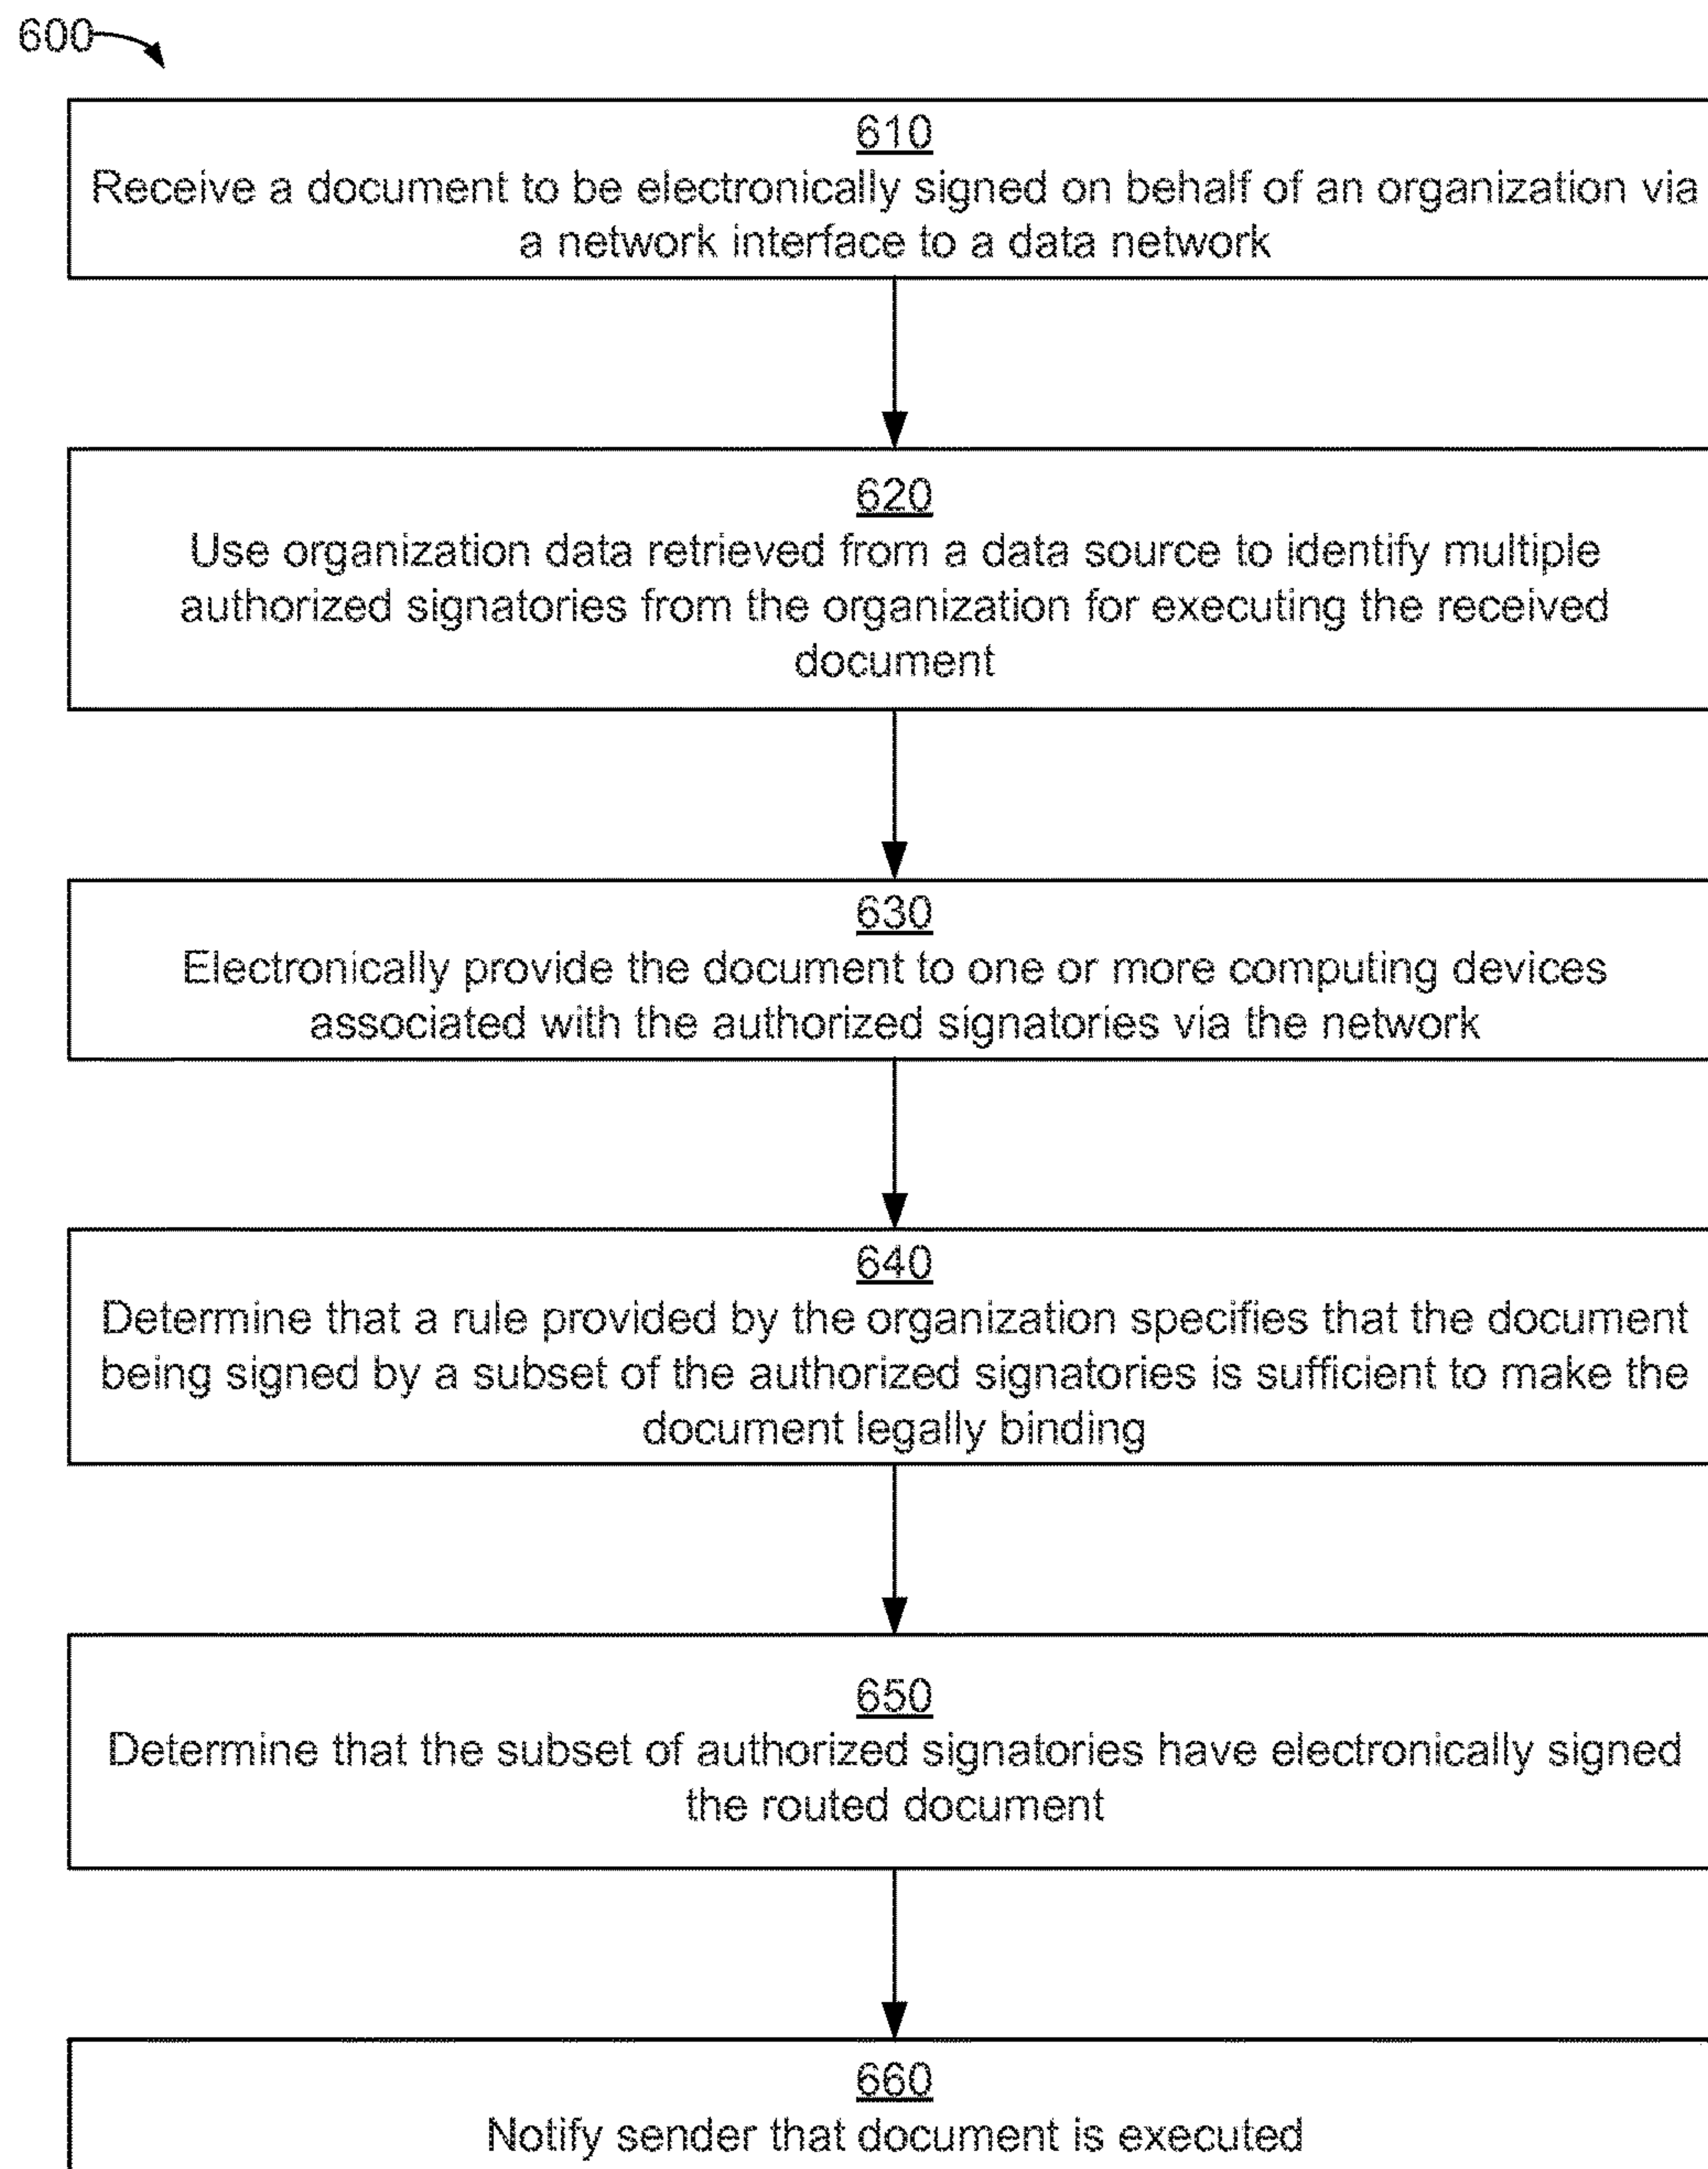 600
610
Receive a document to be electronically signed on behalf of an organization via
a network interface to a data network
620
Use organization data retrieved from a data source to identify multiple
authorized signatories from the organization for executing the received
document
630
Electronically provide the document to one or more computing devices
associated with the authorized signatories via the network
640
Determine that a rule provided by the organization specifies that the document
being signed by a subset of the authorized signatories is sufficient to make the
document legally binding
650
Determine that the subset of authorized signatories have electronically signed
the routed document
660
Notify sender that document is executed